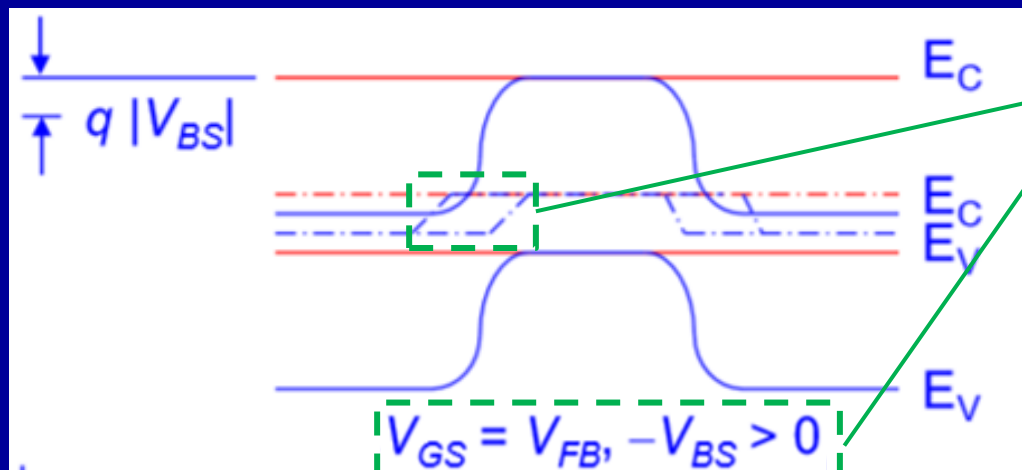 E_C
q |V_BS|
E_C
E_V
E_V
V_GS = V_FB, −V_BS > 0